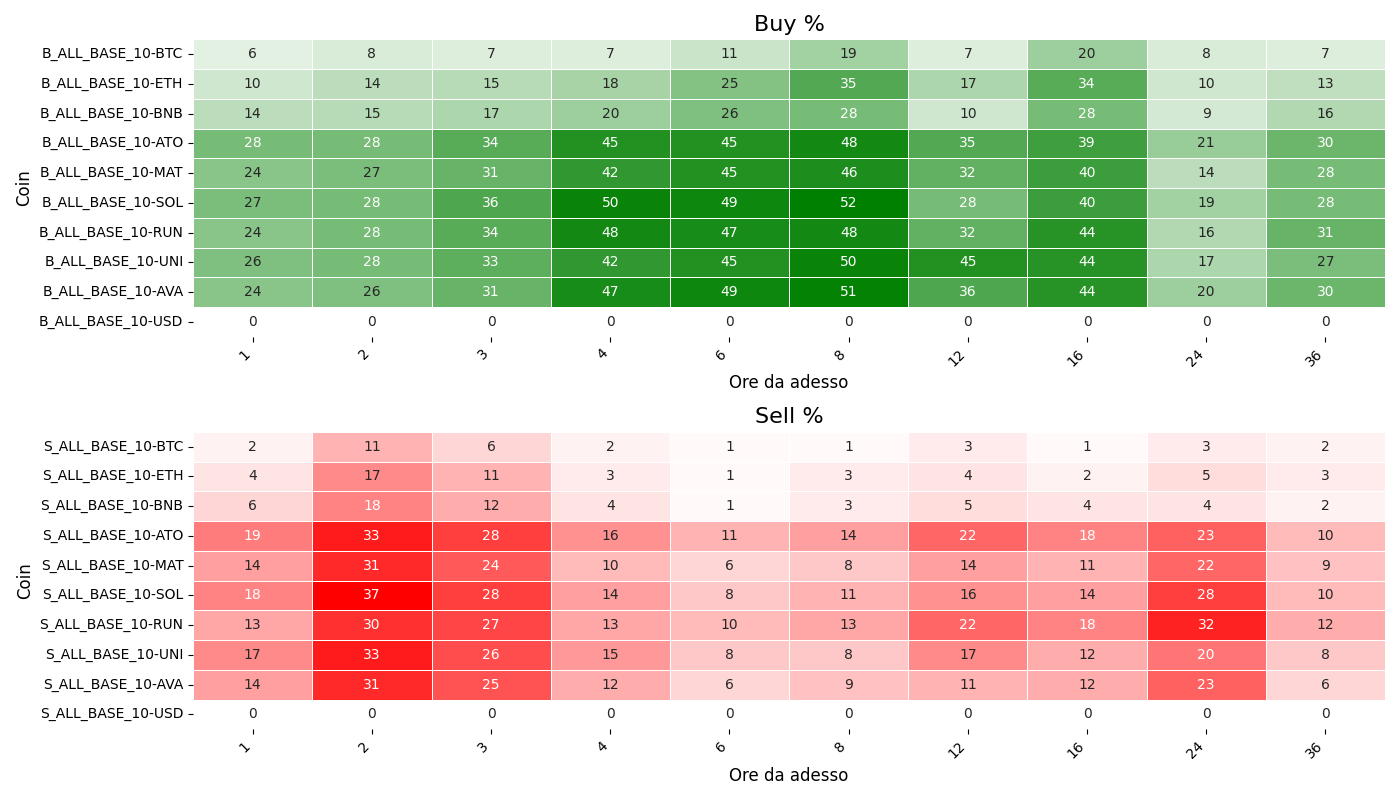 Buy %
Coin
B_ALL_BASE_10-BTC 6 8 7 7 11 19 7 20 8 7
B_ALL_BASE_10-ETH 10 14 15 18 25 35 17 34 10 13
B_ALL_BASE_10-BNB 14 15 17 20 26 28 10 28 9 16
B_ALL_BASE_10-ATO 28 28 34 45 45 48 35 39 21 30
B_ALL_BASE_10-MAT 24 27 31 42 45 46 32 40 14 28
B_ALL_BASE_10-SOL 27 28 36 50 49 52 28 40 19 28
B_ALL_BASE_10-RUN 24 28 34 48 47 48 32 44 16 31
B_ALL_BASE_10-UNI 26 28 33 42 45 50 45 44 17 27
B_ALL_BASE_10-AVA 24 26 31 47 49 51 36 44 20 30
B_ALL_BASE_10-USD 0 0 0 0 0 0 0 0 0 0
1 2 3 4 6 8 12 16 24 36
Ore da adesso
Sell %
Coin
S_ALL_BASE_10-BTC 2 11 6 2 1 1 3 1 3 2
S_ALL_BASE_10-ETH 4 17 11 3 1 3 4 2 5 3
S_ALL_BASE_10-BNB 6 18 12 4 1 3 5 4 4 2
S_ALL_BASE_10-ATO 19 33 28 16 11 14 22 18 23 10
S_ALL_BASE_10-MAT 14 31 24 10 6 8 14 11 22 9
S_ALL_BASE_10-SOL 18 37 28 14 8 11 16 14 28 10
S_ALL_BASE_10-RUN 13 30 27 13 10 13 22 18 32 12
S_ALL_BASE_10-UNI 17 33 26 15 8 8 17 12 20 8
S_ALL_BASE_10-AVA 14 31 25 12 6 9 11 12 23 6
S_ALL_BASE_10-USD 0 0 0 0 0 0 0 0 0 0
1 2 3 4 6 8 12 16 24 36
Ore da adesso